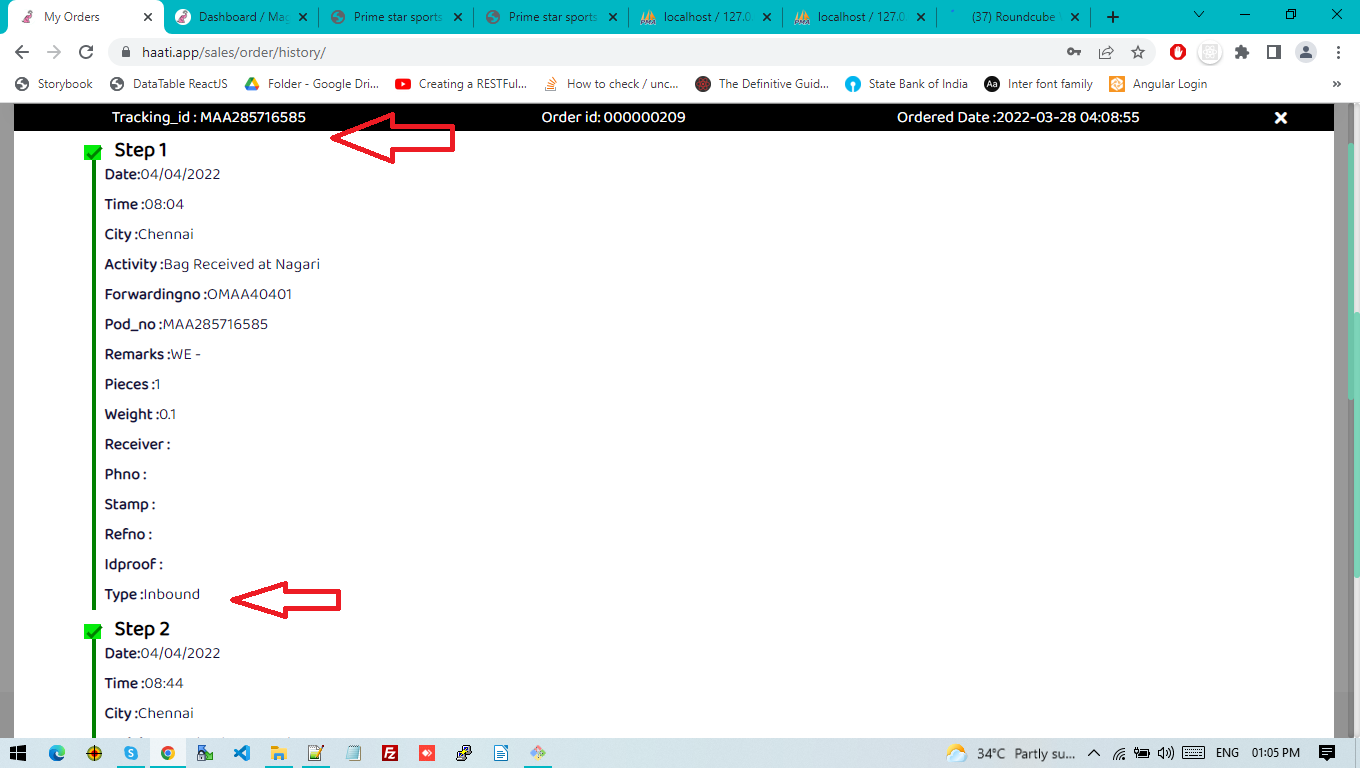 My Orders
Dashboard / Mag
Prime star sports
Prime star sports
localhost / 127.0.
localhost / 127.0.
(37) Roundcube
haati.app/sales/order/history/
Storybook
DataTable ReactJS
Folder - Google Dri...
Creating a RESTFul...
How to check / unc...
The Definitive Guid...
State Bank of India
Aa
Inter font family
Angular Login
»
Tracking_id : MAA285716585
Order id: 000000209
Ordered Date :2022-03-28 04:08:55
Step 1
Date:04/04/2022
Time :08:04
City :Chennai
Activity :Bag Received at Nagari
Forwardingno :OMAA40401
Pod_no :MAA285716585
Remarks :WE -
Pieces :1
Weight :0.1
Receiver :
Phno :
Stamp :
Refno :
Idproof :
Type :Inbound
Step 2
Date:04/04/2022
Time :08:44
City :Chennai
34°C Partly su...
ENG
01:05 PM